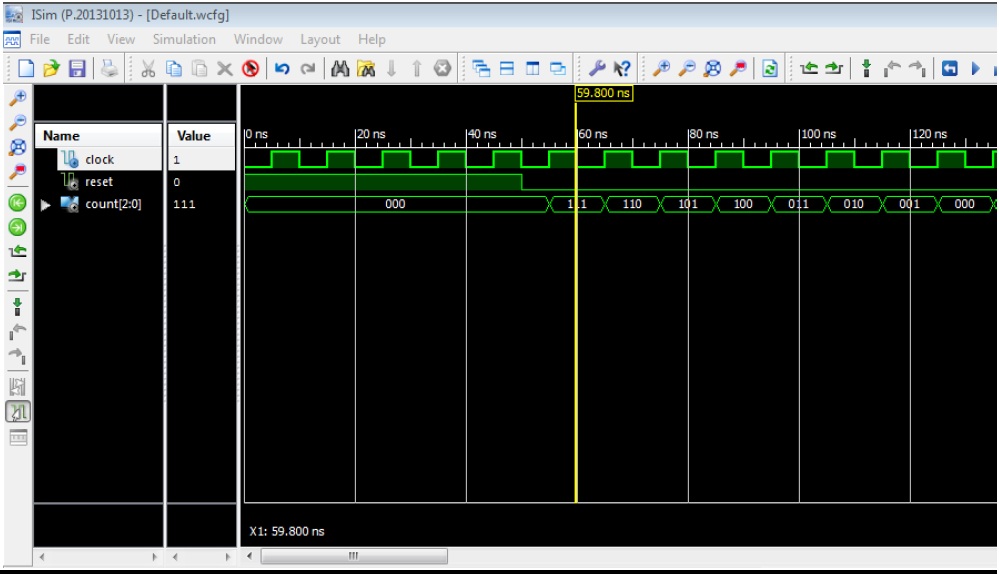 ISim (P.20131013) - [Default.wcfg]
File Edit View Simulation Window Layout Help
59.800 ns
Name Value 0 ns 20 ns 40 ns 60 ns 80 ns 100 ns 120 ns
clock 1
reset 0
count[2:0] 111 000 111 110 101 100 011 010 001 000
X1: 59.800 ns